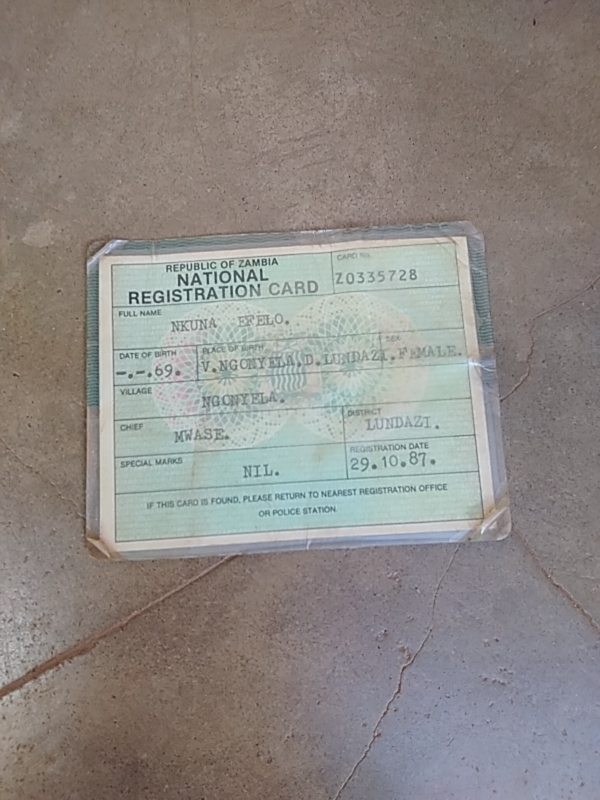 REPUBLIC OF ZAMBIA
NATIONAL
REGISTRATION CARD
CARD No.
Z0335728
FULL NAME
NKUNA EFELO.
DATE OF BIRTH
-.-.69.
PLACE OF BIRTH
V.NGONYELA.D.LUNDAZI.
SEX
FEMALE.
VILLAGE
NGONYELA.
CHIEF
MWASE.
DISTRICT
LUNDAZI.
SPECIAL MARKS
NIL.
REGISTRATION DATE
29.10.87.
IF THIS CARD IS FOUND, PLEASE RETURN TO NEAREST REGISTRATION OFFICE
OR POLICE STATION.